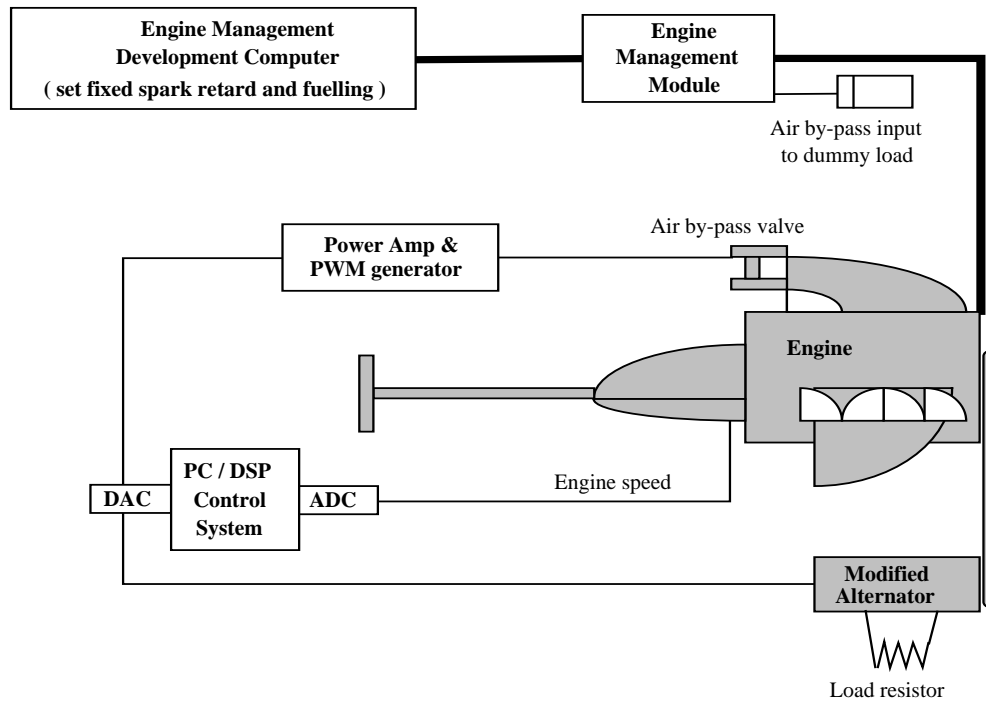 Engine Management
Development Computer
( set fixed spark retard and fuelling )
Engine
Management
Module
Air by-pass input
to dummy load
Air by-pass valve
Power Amp &
PWM generator
Engine
PC / DSP
Control
System
DAC
ADC
Engine speed
Modified
Alternator
Load resistor